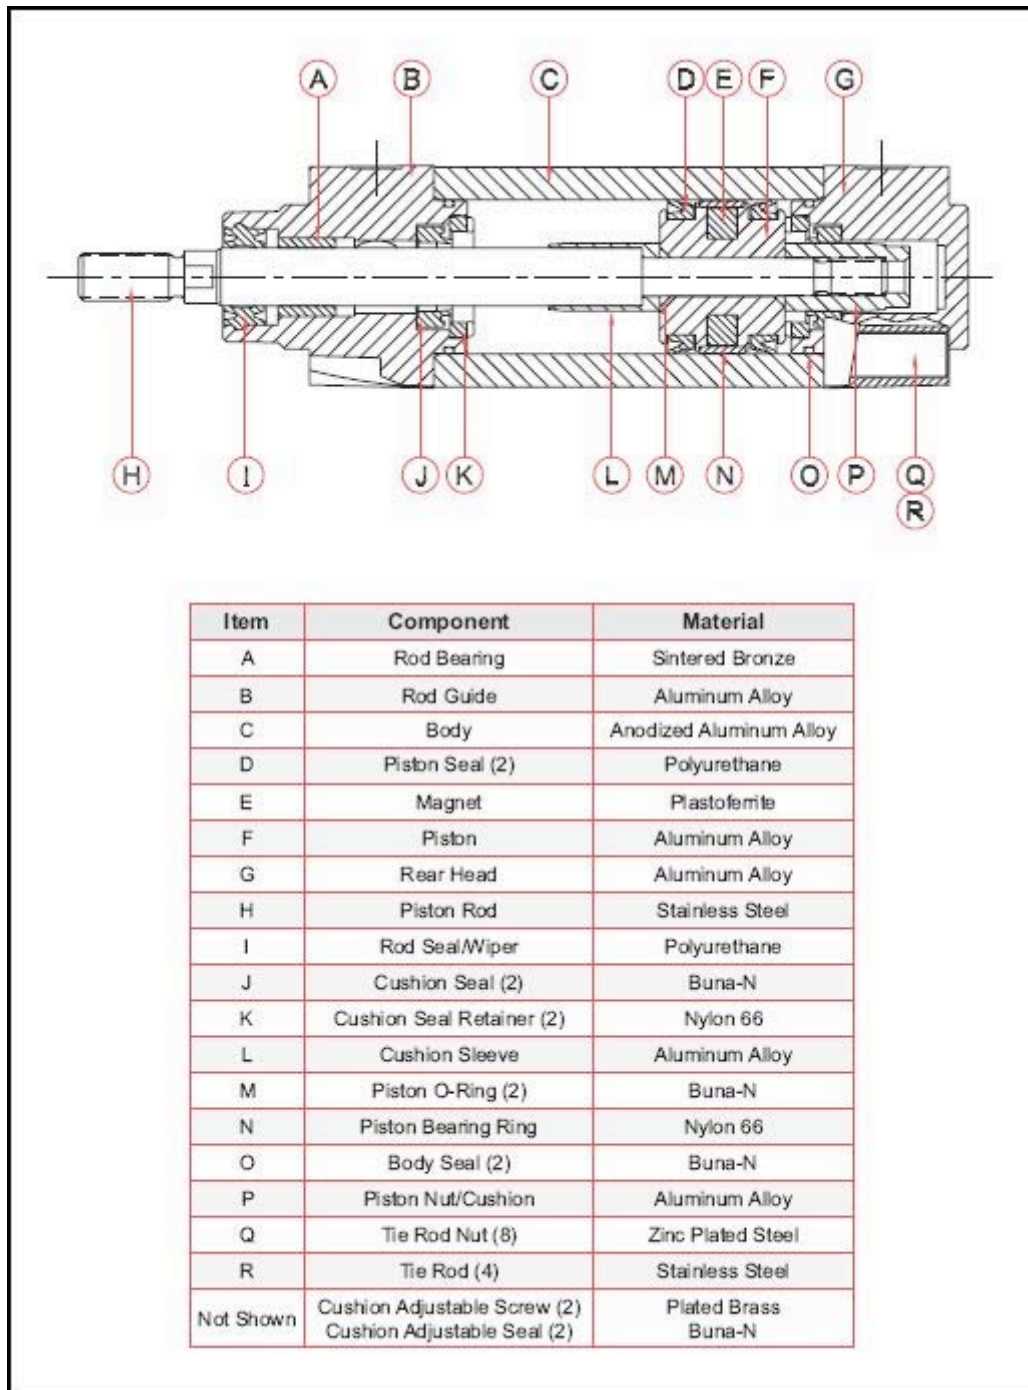 A B C D E F G
H I J K L M N O P Q
R
Item Component Material
A Rod Bearing Sintered Bronze
B Rod Guide Aluminum Alloy
C Body Anodized Aluminum Alloy
D Piston Seal (2) Polyurethane
E Magnet Plastoferrite
F Piston Aluminum Alloy
G Rear Head Aluminum Alloy
H Piston Rod Stainless Steel
I Rod Seal/Wiper Polyurethane
J Cushion Seal (2) Buna-N
K Cushion Seal Retainer (2) Nylon 66
L Cushion Sleeve Aluminum Alloy
M Piston O-Ring (2) Buna-N
N Piston Bearing Ring Nylon 66
O Body Seal (2) Buna-N
P Piston Nut/Cushion Aluminum Alloy
Q Tie Rod Nut (8) Zinc Plated Steel
R Tie Rod (4) Stainless Steel
Not Shown Cushion Adjustable Screw (2) Plated Brass
Cushion Adjustable Seal (2) Buna-N